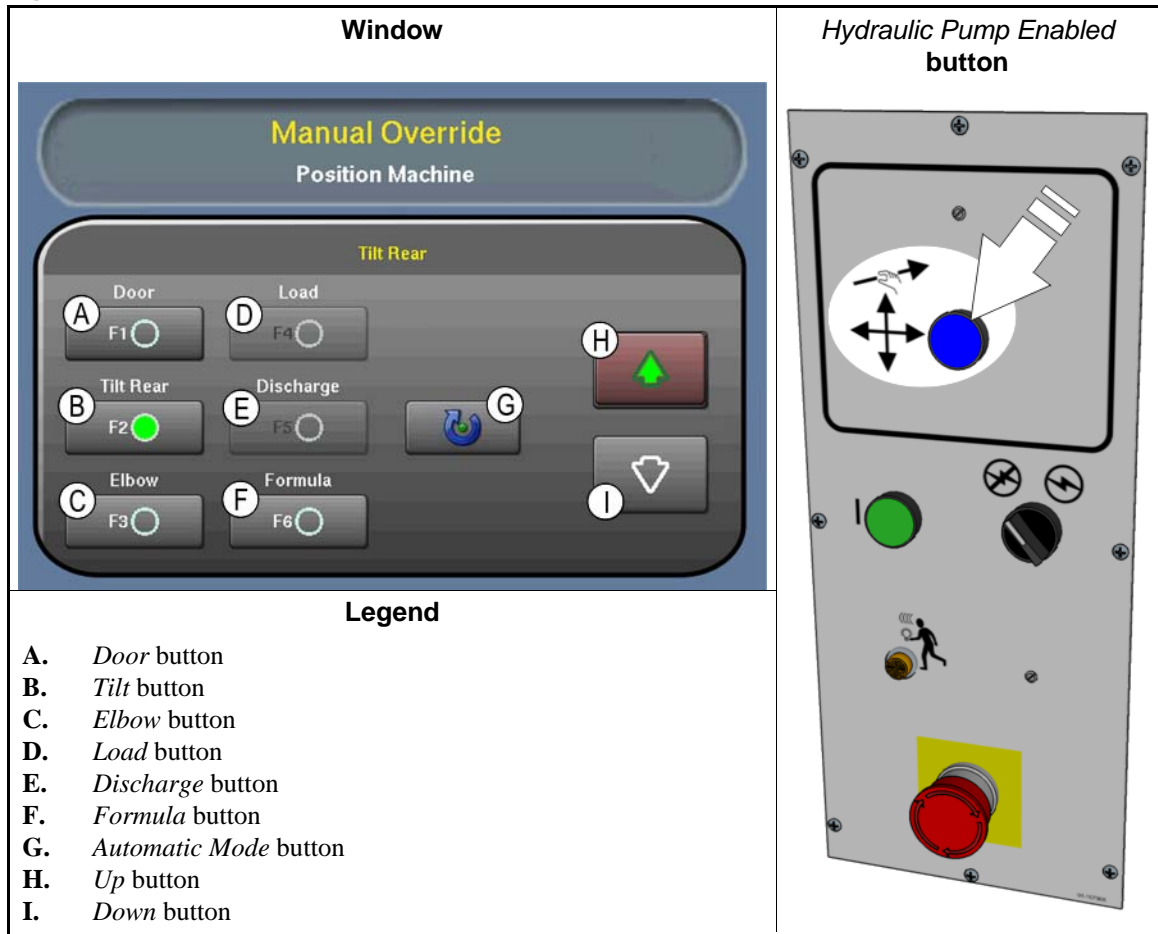 Window
Manual Override
Position Machine
Tilt Rear
Door
Load
A
F1
D
F4
H
Tilt Rear
Discharge
B
F2
E
F5
G
Elbow
Formula
C
F3
F
F6
I
Legend
A. Door button
B. Tilt button
C. Elbow button
D. Load button
E. Discharge button
F. Formula button
G. Automatic Mode button
H. Up button
I. Down button
Hydraulic Pump Enabled
button
I